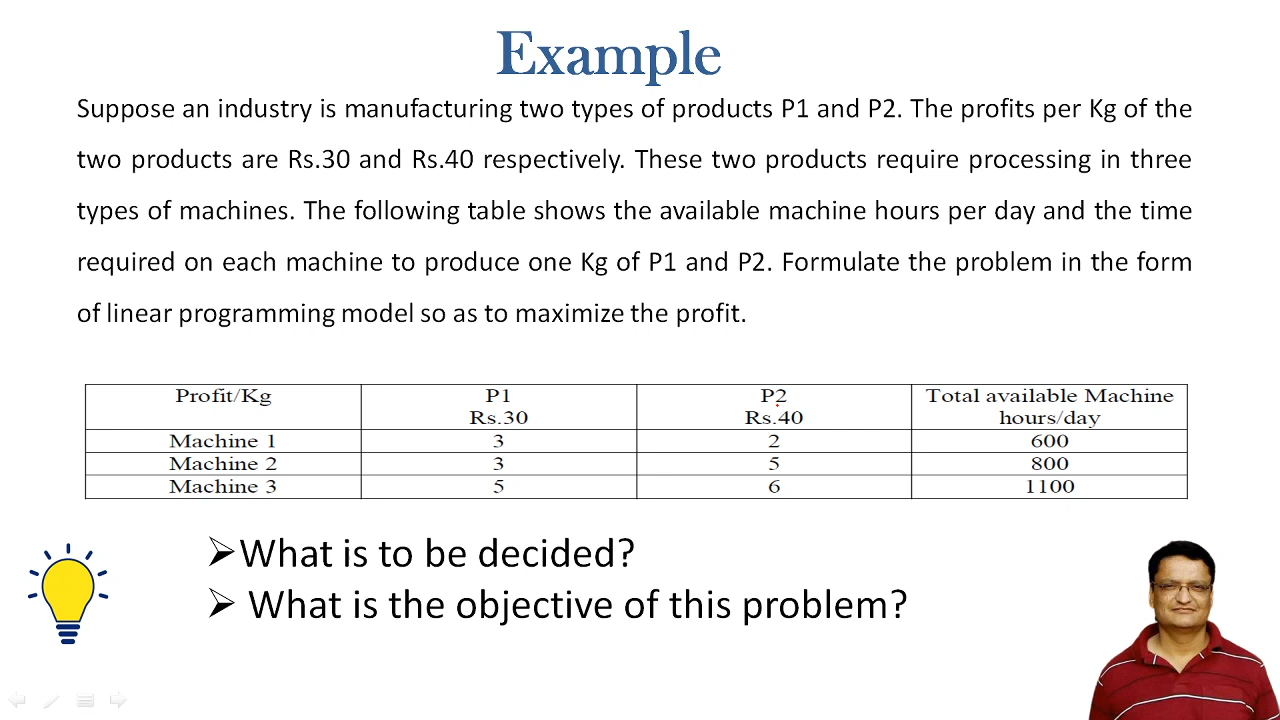 Example
Suppose an industry is manufacturing two types of products P1 and P2. The profits per Kg of the
two products are Rs.30 and Rs.40 respectively. These two products require processing in three
types of machines. The following table shows the available machine hours per day and the time
required on each machine to produce one Kg of P1 and P2. Formulate the problem in the form
of linear programming model so as to maximize the profit.
Profit/Kg P1 P2 Total available Machine
Rs.30 Rs.40 hours/day
Machine 1 3 2 600
Machine 2 3 5 800
Machine 3 5 6 1100
➢What is to be decided?
➢ What is the objective of this problem?